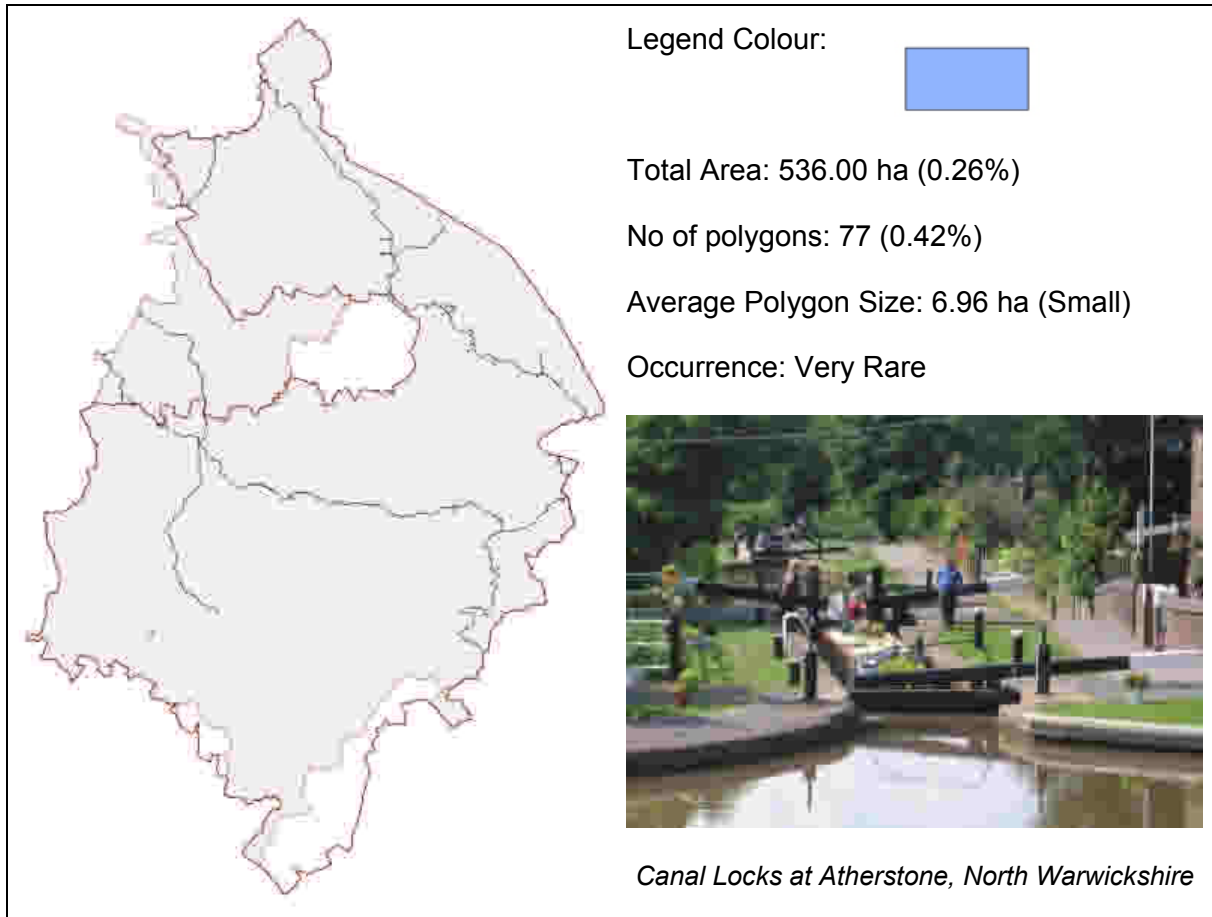 Legend Colour:
Total Area: 536.00 ha (0.26%)
No of polygons: 77 (0.42%)
Average Polygon Size: 6.96 ha (Small)
Occurrence: Very Rare
Canal Locks at Atherstone, North Warwickshire